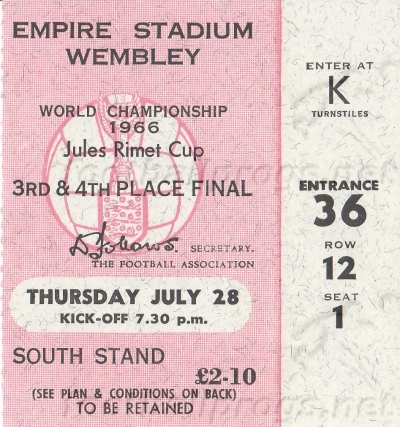 EMPIRE STADIUM
WEMBLEY
WORLD CHAMPIONSHIP
1966
Jules Rimet Cup
3RD & 4TH PLACE FINAL
SECRETARY.
THE FOOTBALL ASSOCIATION
THURSDAY JULY 28
KICK-OFF 7.30 p.m.
SOUTH STAND
£2-10
(SEE PLAN & CONDITIONS ON BACK)
TO BE RETAINED
ENTER AT
K
TURNSTILES
ENTRANCE
36
ROW
12
SEAT
1